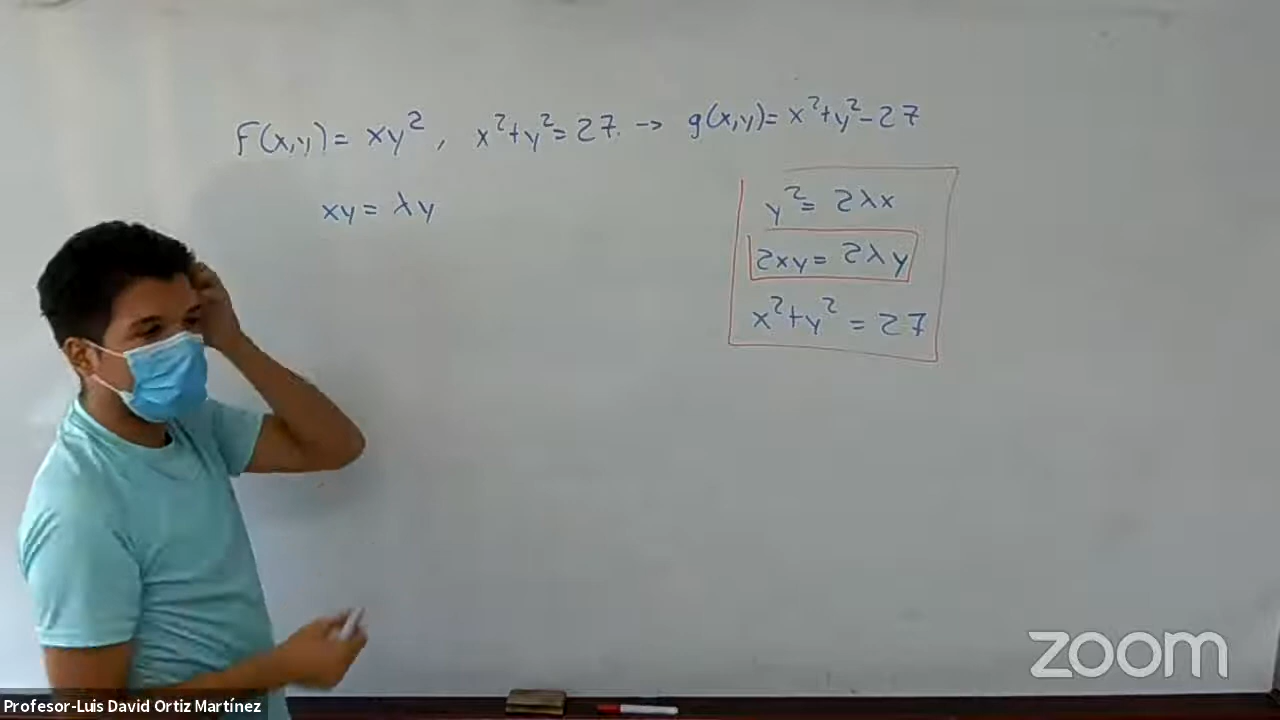 F(x,y) = xy², x²+y²=27. → g(x,y)= x²+y²-27
xy = λy
y² = 2λx
2xy = 2λy
x²+y² = 27
zoom
Profesor-Luis David Ortiz Martínez